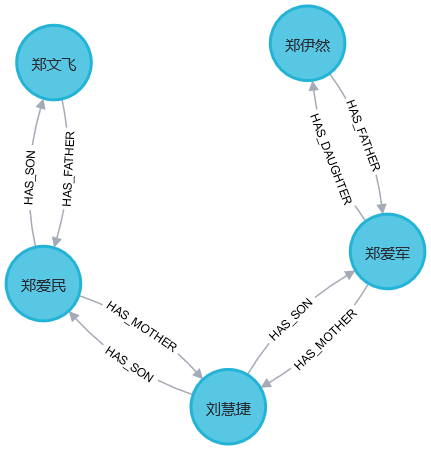 郑文飞
郑伊然
HAS_SON
HAS_FATHER
HAS_DAUGHTER
HAS_FATHER
郑爱民
郑爱军
HAS_MOTHER
HAS_SON
HAS_SON
HAS_MOTHER
刘慧捷